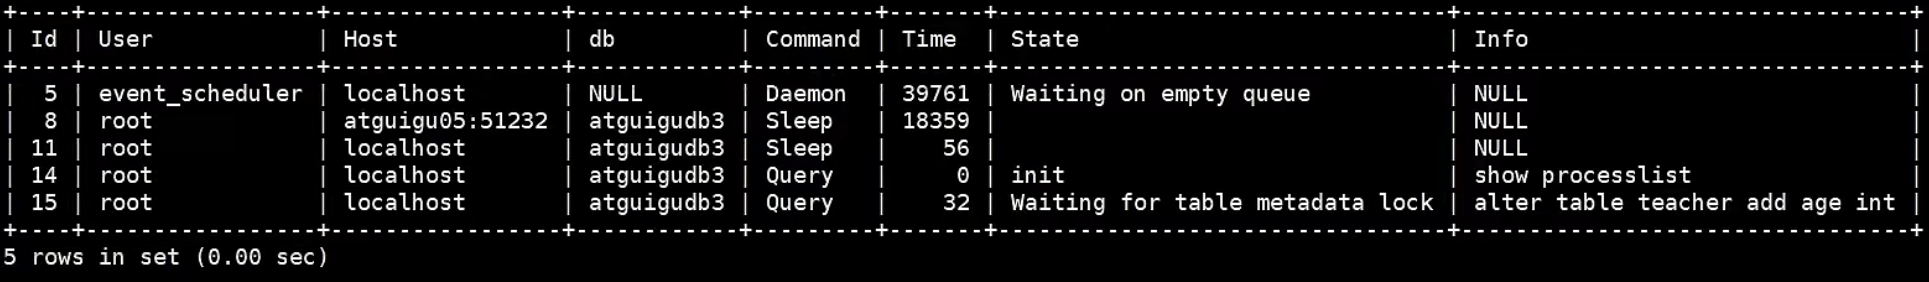 +----+-----------------+-----------------+------------+---------+-------+---------------------------------+---------------------------------+
| Id | User            | Host            | db         | Command | Time  | State                           | Info                            |
+----+-----------------+-----------------+------------+---------+-------+---------------------------------+---------------------------------+
|  5 | event_scheduler | localhost       | NULL       | Daemon  | 39761 | Waiting on empty queue          | NULL                            |
|  8 | root            | atguigu05:51232 | atguigudb3 | Sleep   | 18359 |                                 | NULL                            |
| 11 | root            | localhost       | atguigudb3 | Sleep   |    56 |                                 | NULL                            |
| 14 | root            | localhost       | atguigudb3 | Query   |     0 | init                            | show processlist                |
| 15 | root            | localhost       | atguigudb3 | Query   |    32 | Waiting for table metadata lock | alter table teacher add age int |
+----+-----------------+-----------------+------------+---------+-------+---------------------------------+---------------------------------+
5 rows in set (0.00 sec)